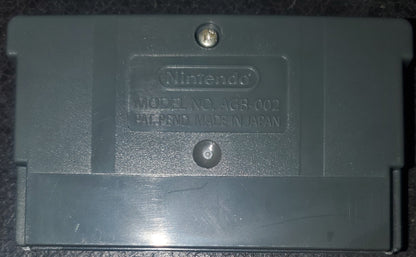 Nintendo
MODEL NO. AGB-002
PAT.PEND. MADE IN JAPAN